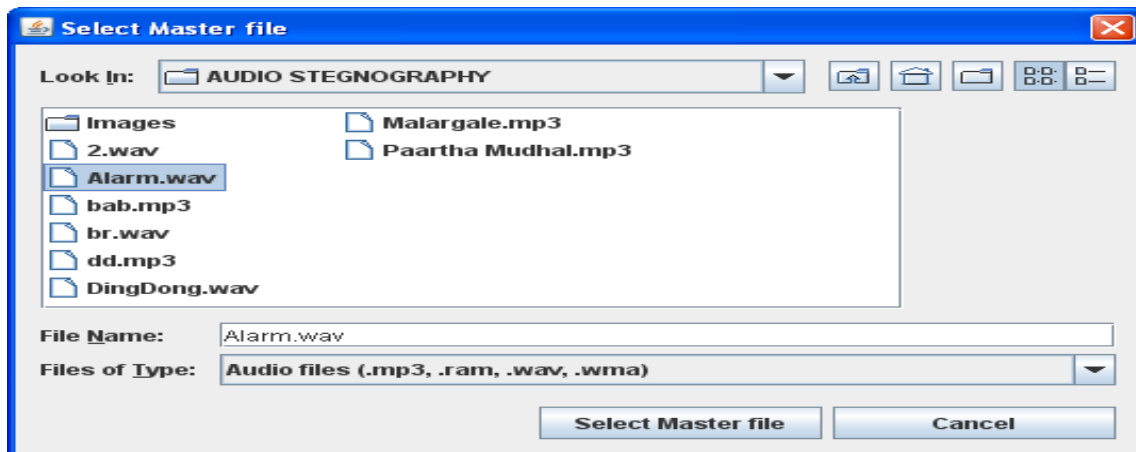 Select Master file
Look In: AUDIO STEGNOGRAPHY
Images
2.wav
Alarm.wav
bab.mp3
br.wav
dd.mp3
DingDong.wav
Malargale.mp3
Paartha Mudhal.mp3
File Name: Alarm.wav
Files of Type: Audio files (.mp3, .ram, .wav, .wma)
Select Master file Cancel